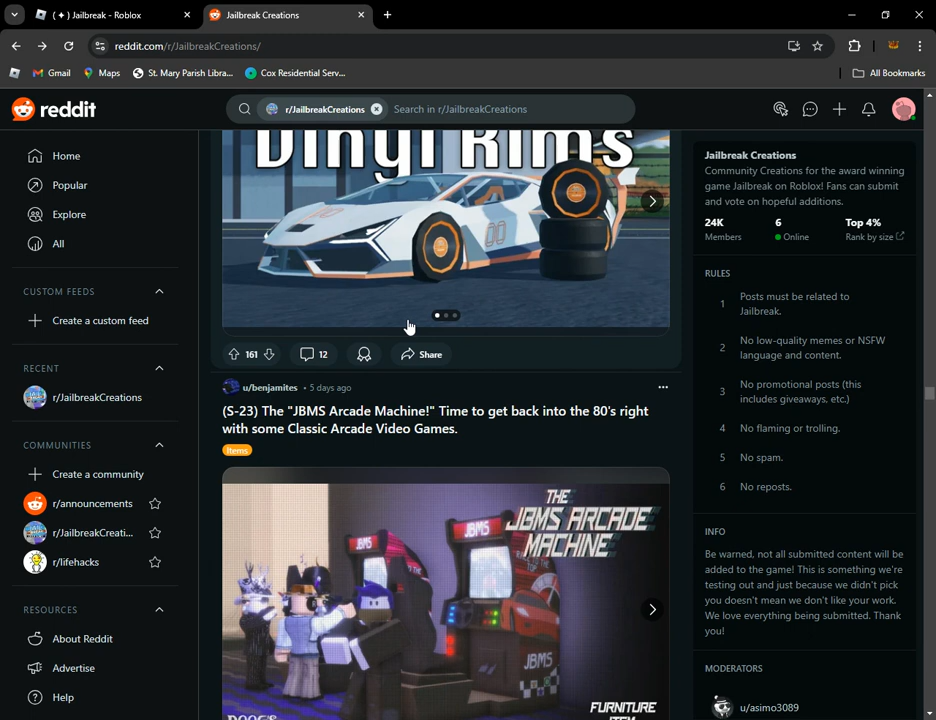 ( ✦ ) Jailbreak - Roblox
Jailbreak Creations
reddit.com/r/JailbreakCreations/
Gmail
Maps
St. Mary Parish Libra...
Cox Residential Serv...
All Bookmarks
reddit
r/JailbreakCreations
Search in r/JailbreakCreations
Home
Popular
Explore
All
CUSTOM FEEDS
Create a custom feed
RECENT
r/JailbreakCreations
COMMUNITIES
Create a community
r/announcements
r/JailbreakCreati...
r/lifehacks
RESOURCES
About Reddit
Advertise
Help
Vinyl Rims
161
12
Share
u/benjamites • 5 days ago
(S-23) The "JBMS Arcade Machine!" Time to get back into the 80's right
with some Classic Arcade Video Games.
Items
THE
JBMS ARCADE
MACHINE
JBMS
JBMS
JBMS
FURNITURE
ITEM
DOOG'S
Jailbreak Creations
Community Creations for the award winning
game Jailbreak on Roblox! Fans can submit
and vote on hopeful additions.
24K
Members
6
Online
Top 4%
Rank by size
RULES
1 Posts must be related to
Jailbreak.
2 No low-quality memes or NSFW
language and content.
3 No promotional posts (this
includes giveaways, etc.)
4 No flaming or trolling.
5 No spam.
6 No reposts.
INFO
Be warned, not all submitted content will be
added to the game! This is something we're
testing out and just because we didn't pick
you doesn't mean we don't like your work.
We love everything being submitted. Thank
you!
MODERATORS
u/asimo3089